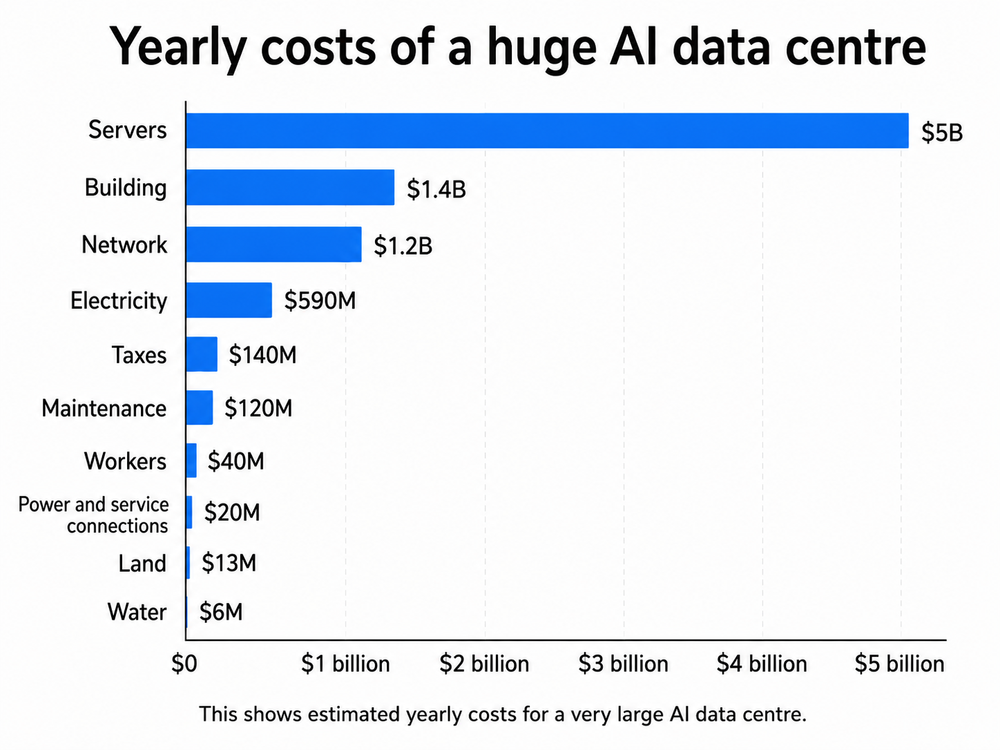 Yearly costs of a huge AI data centre
Servers $5B
Building $1.4B
Network $1.2B
Electricity $590M
Taxes $140M
Maintenance $120M
Workers $40M
Power and service
connections $20M
Land $13M
Water $6M
$0 $1 billion $2 billion $3 billion $4 billion $5 billion
This shows estimated yearly costs for a very large AI data centre.